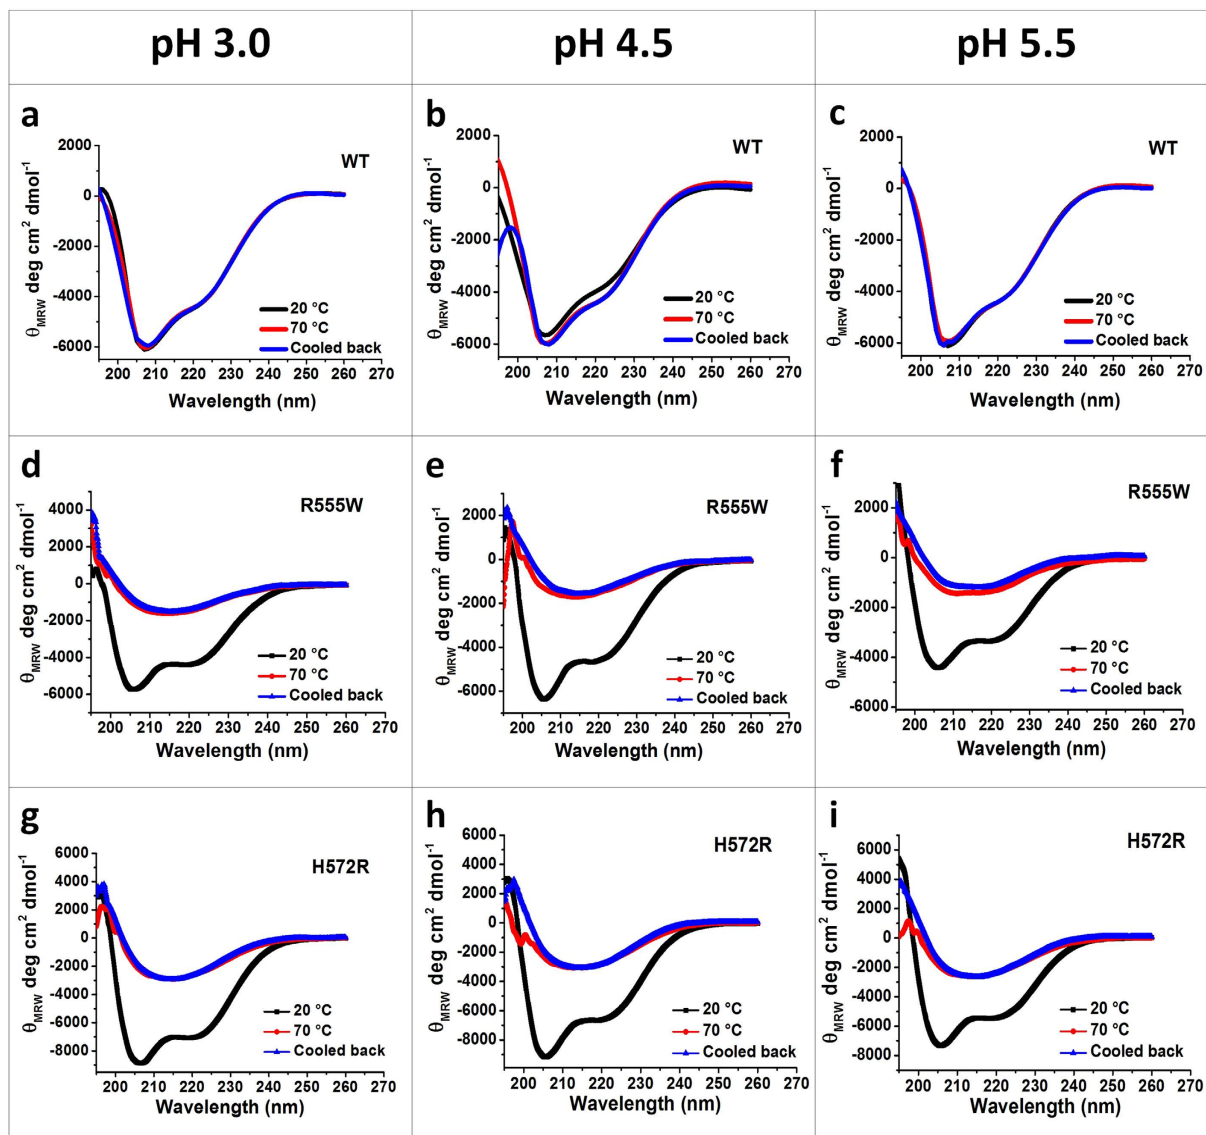 pH 3.0
pH 4.5
pH 5.5
a
WT
2000
0
-2000
-4000
-6000
θMRW deg cm² dmol⁻¹
20 °C
70 °C
Cooled back
200 210 220 230 240 250 260 270
Wavelength (nm)
b
WT
2000
0
-2000
-4000
-6000
θMRW deg cm² dmol⁻¹
20 °C
70 °C
Cooled back
200 210 220 230 240 250 260 270
Wavelength (nm)
c
WT
2000
0
-2000
-4000
-6000
θMRW deg cm² dmol⁻¹
20 °C
70 °C
Cooled back
200 210 220 230 240 250 260 270
Wavelength (nm)
d
R555W
4000
2000
0
-2000
-4000
-6000
θMRW deg cm² dmol⁻¹
20 °C
70 °C
Cooled back
200 210 220 230 240 250 260 270
Wavelength (nm)
e
R555W
2000
0
-2000
-4000
-6000
θMRW deg cm² dmol⁻¹
20 °C
70 °C
Cooled back
200 210 220 230 240 250 260 270
Wavelength (nm)
f
R555W
2000
0
-2000
-4000
-6000
θMRW deg cm² dmol⁻¹
20 °C
70 °C
Cooled back
200 210 220 230 240 250 260 270
Wavelength (nm)
g
H572R
6000
4000
2000
0
-2000
-4000
-6000
-8000
θMRW deg cm² dmol⁻¹
20 °C
70 °C
Cooled back
200 210 220 230 240 250 260 270
Wavelength (nm)
h
H572R
6000
4000
2000
0
-2000
-4000
-6000
-8000
θMRW deg cm² dmol⁻¹
20 °C
70 °C
Cooled back
200 210 220 230 240 250 260 270
Wavelength (nm)
i
H572R
6000
4000
2000
0
-2000
-4000
-6000
-8000
θMRW deg cm² dmol⁻¹
20 °C
70 °C
Cooled back
200 210 220 230 240 250 260 270
Wavelength (nm)